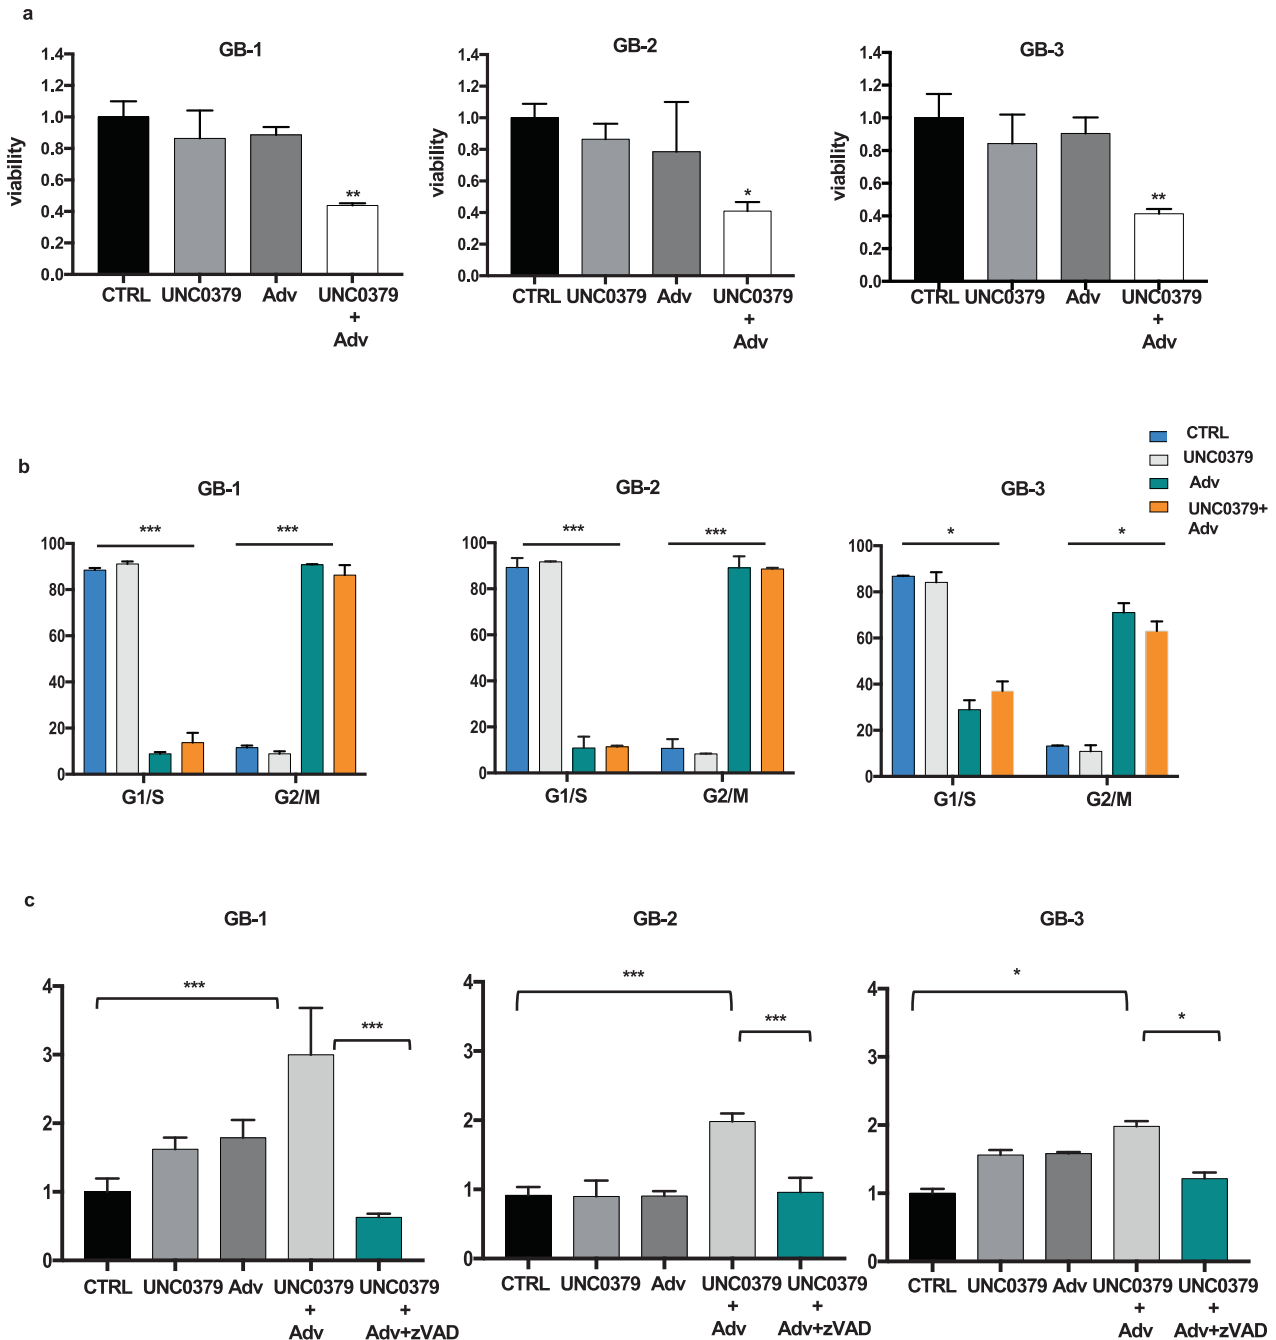 a
GB-1
GB-2
GB-3
viability
1.4
1.2
1.0
0.8
0.6
0.4
0.2
0.0
**
CTRL UNC0379 Adv UNC0379
+
Adv
viability
1.4
1.2
1.0
0.8
0.6
0.4
0.2
0.0
*
CTRL UNC0379 Adv UNC0379
+
Adv
viability
1.4
1.2
1.0
0.8
0.6
0.4
0.2
0.0
**
CTRL UNC0379 Adv UNC0379
+
Adv
CTRL
UNC0379
Adv
UNC0379+
Adv
b
GB-1
GB-2
GB-3
*** ***
100
80
60
40
20
0
G1/S G2/M
*** ***
100
80
60
40
20
0
G1/S G2/M
* *
100
80
60
40
20
0
G1/S G2/M
c
GB-1
GB-2
GB-3
***
***
4
3
2
1
0
CTRL UNC0379 Adv UNC0379 UNC0379
+ +
Adv Adv+zVAD
***
***
4
3
2
1
0
CTRL UNC0379 Adv UNC0379 UNC0379
+ +
Adv Adv+zVAD
*
*
4
3
2
1
0
CTRL UNC0379 Adv UNC0379 UNC0379
+ +
Adv Adv+zVAD